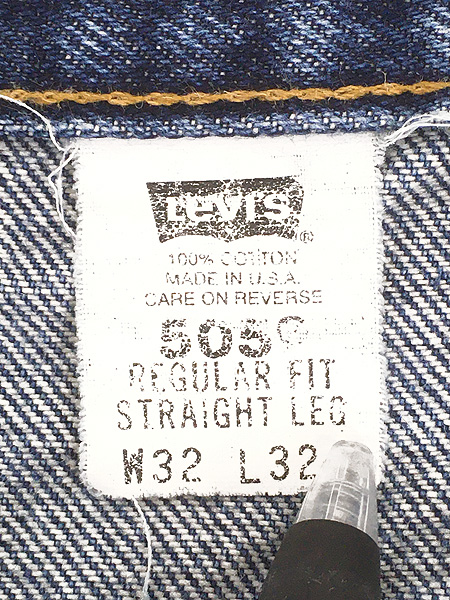 Levi's®
100% COTTON
MADE IN U.S.A.
CARE ON REVERSE
505®
REGULAR FIT
STRAIGHT LEG
W32 L32